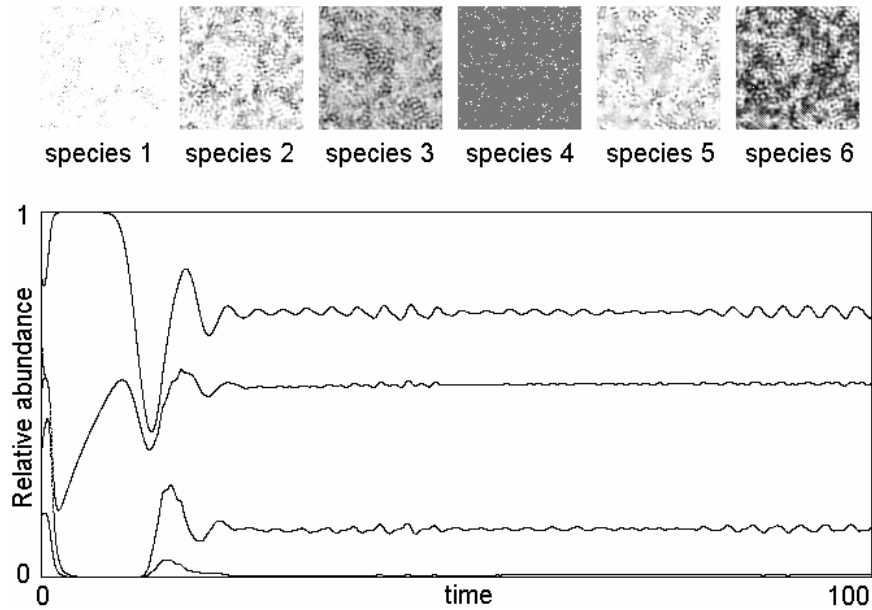 species 1 species 2 species 3 species 4 species 5 species 6
1
Relative abundance
0
0 time 100